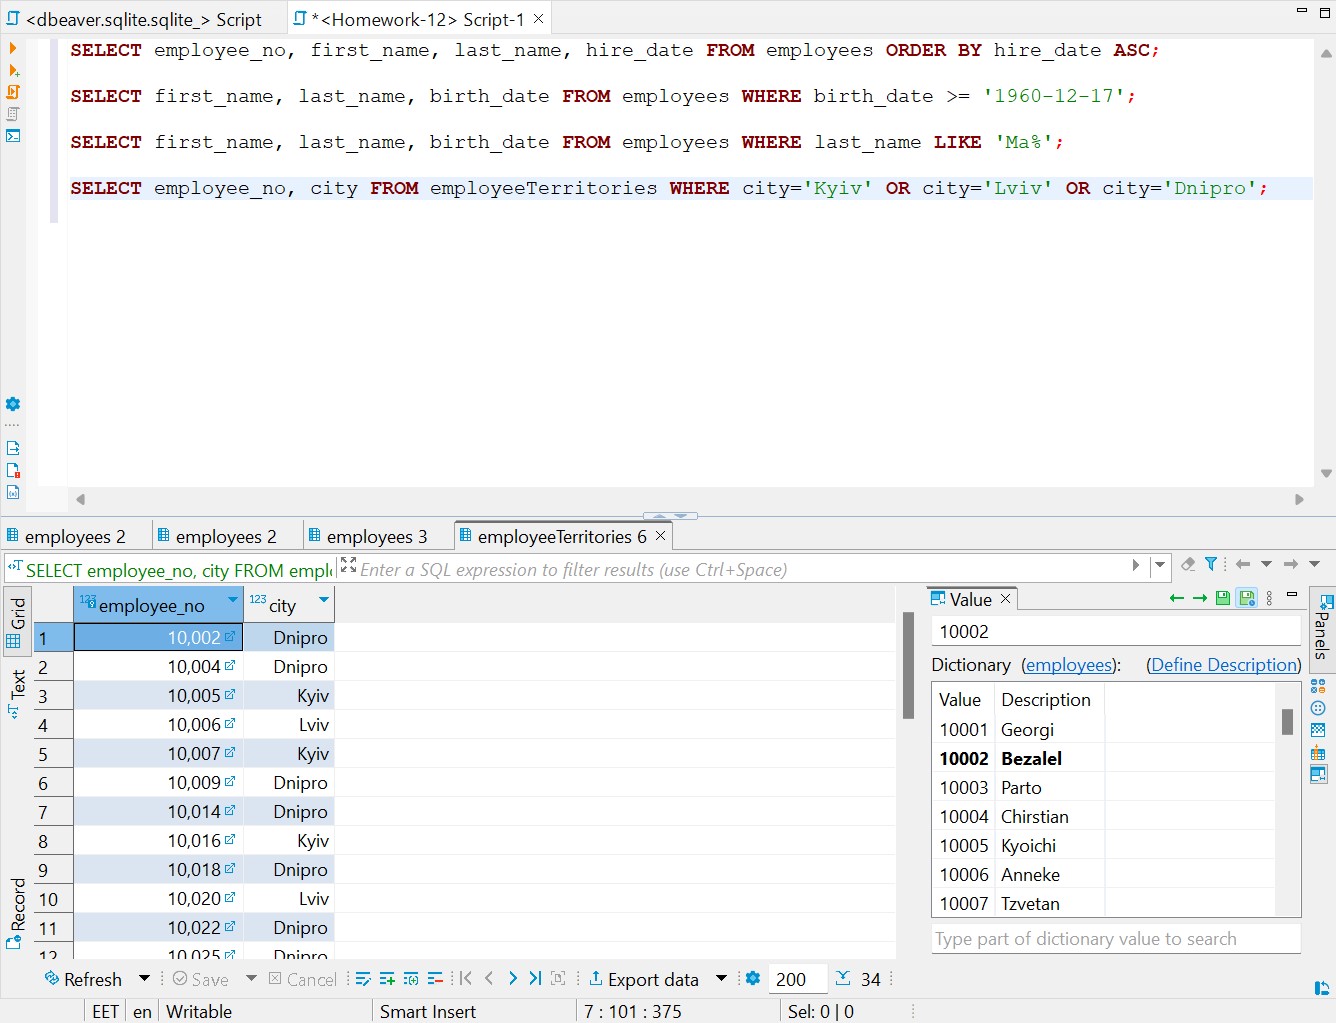 <dbeaver.sqlite.sqlite_> Script
*<Homework-12> Script-1
SELECT employee_no, first_name, last_name, hire_date FROM employees ORDER BY hire_date ASC;
SELECT first_name, last_name, birth_date FROM employees WHERE birth_date >= '1960-12-17';
SELECT first_name, last_name, birth_date FROM employees WHERE last_name LIKE 'Ma%';
SELECT employee_no, city FROM employeeTerritories WHERE city='Kyiv' OR city='Lviv' OR city='Dnipro';
employees 2
employees 2
employees 3
employeeTerritories 6
SELECT employee_no, city FROM empl
Enter a SQL expression to filter results (use Ctrl+Space)
Grid
Text
Record
123 employee_no 123 city
1 10,002 Dnipro
2 10,004 Dnipro
3 10,005 Kyiv
4 10,006 Lviv
5 10,007 Kyiv
6 10,009 Dnipro
7 10,014 Dnipro
8 10,016 Kyiv
9 10,018 Dnipro
10 10,020 Lviv
11 10,022 Dnipro
12 10,025 Dnipro
Value
10002
Dictionary (employees): (Define Description)
Value Description
10001 Georgi
10002 Bezalel
10003 Parto
10004 Chirstian
10005 Kyoichi
10006 Anneke
10007 Tzvetan
Type part of dictionary value to search
Panels
Refresh Save Cancel Export data 200 34
EET en Writable Smart Insert 7 : 101 : 375 Sel: 0 | 0